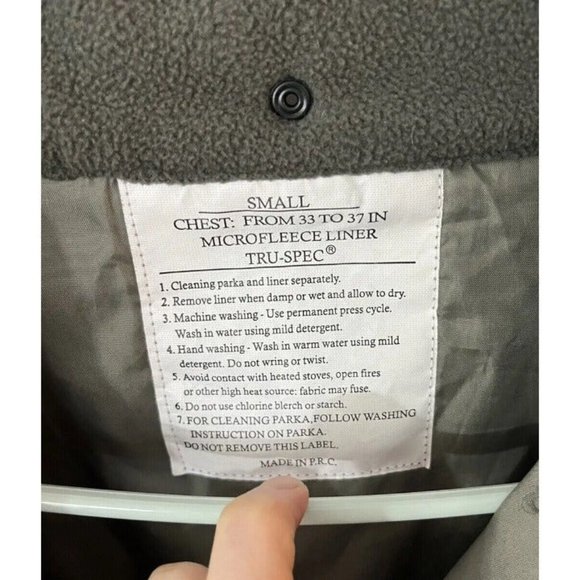 SMALL
CHEST: FROM 33 TO 37 IN
MICROFLEECE LINER
TRU-SPEC®
1. Cleaning parka and liner separately.
2. Remove liner when damp or wet and allow to dry.
3. Machine washing - Use permanent press cycle.
Wash in water using mild detergent.
4. Hand washing - Wash in warm water using mild
detergent. Do not wring or twist.
5. Avoid contact with heated stoves, open fires
or other high heat source: fabric may fuse.
6. Do not use chlorine blerch or starch.
7. FOR CLEANING PARKA,FOLLOW WASHING
INSTRUCTION ON PARKA.
DO NOT REMOVE THIS LABEL.
MADE IN P.R.C.